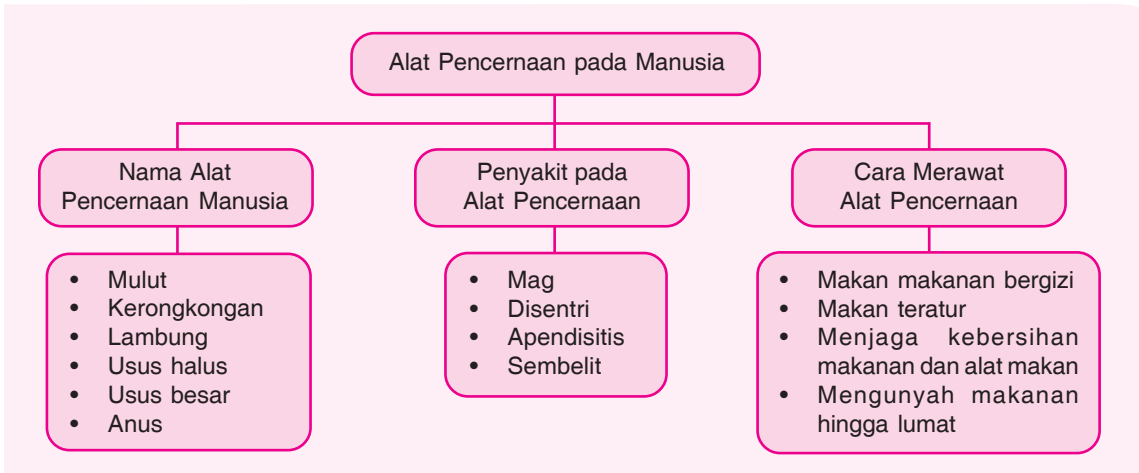 Alat Pencernaan pada Manusia
Nama Alat
Pencernaan Manusia
• Mulut
• Kerongkongan
• Lambung
• Usus halus
• Usus besar
• Anus
Penyakit pada
Alat Pencernaan
• Mag
• Disentri
• Apendisitis
• Sembelit
Cara Merawat
Alat Pencernaan
• Makan makanan bergizi
• Makan teratur
• Menjaga kebersihan
makanan dan alat makan
• Mengunyah makanan
hingga lumat